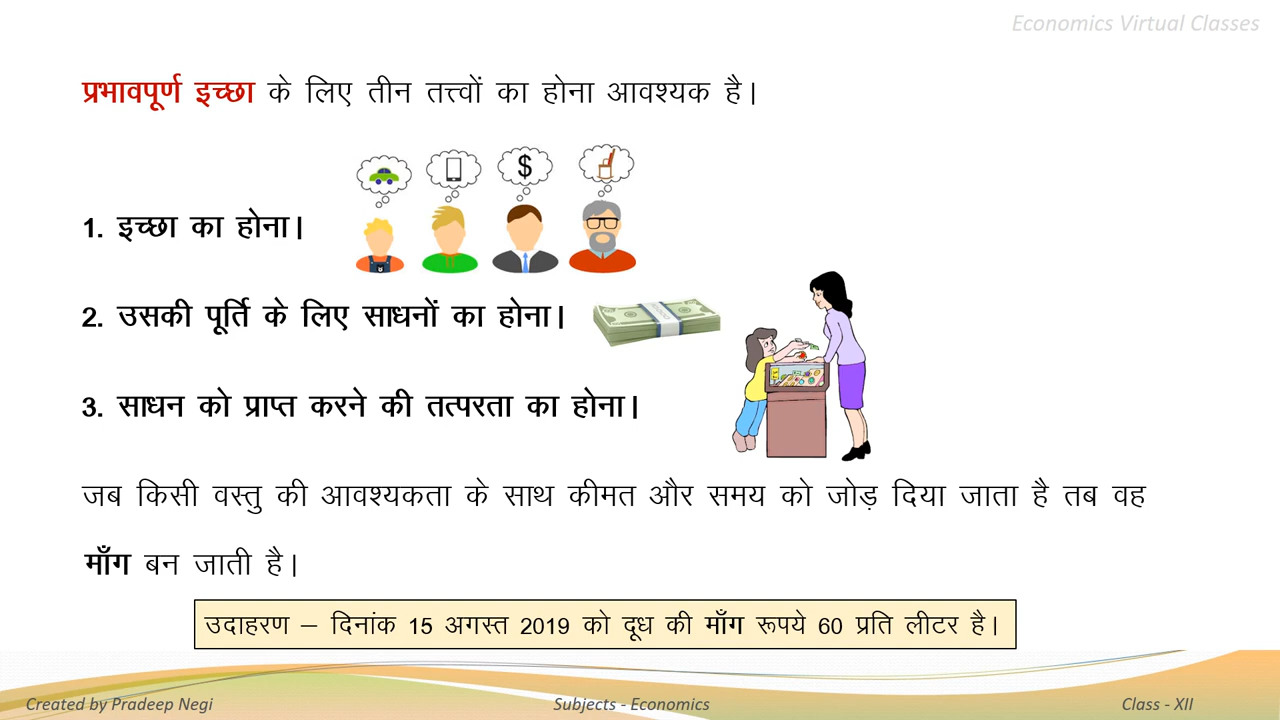 Economics Virtual Classes
प्रभावपूर्ण इच्छा के लिए तीन तत्त्वों का होना आवश्यक है।
$
1. इच्छा का होना।
2. उसकी पूर्ति के लिए साधनों का होना।
3. साधन को प्राप्त करने की तत्परता का होना।
जब किसी वस्तु की आवश्यकता के साथ कीमत और समय को जोड़ दिया जाता है तब वह
माँग बन जाती है।
उदाहरण – दिनांक 15 अगस्त 2019 को दूध की माँग रूपये 60 प्रति लीटर है।
Created by Pradeep Negi
Subjects - Economics
Class - XII